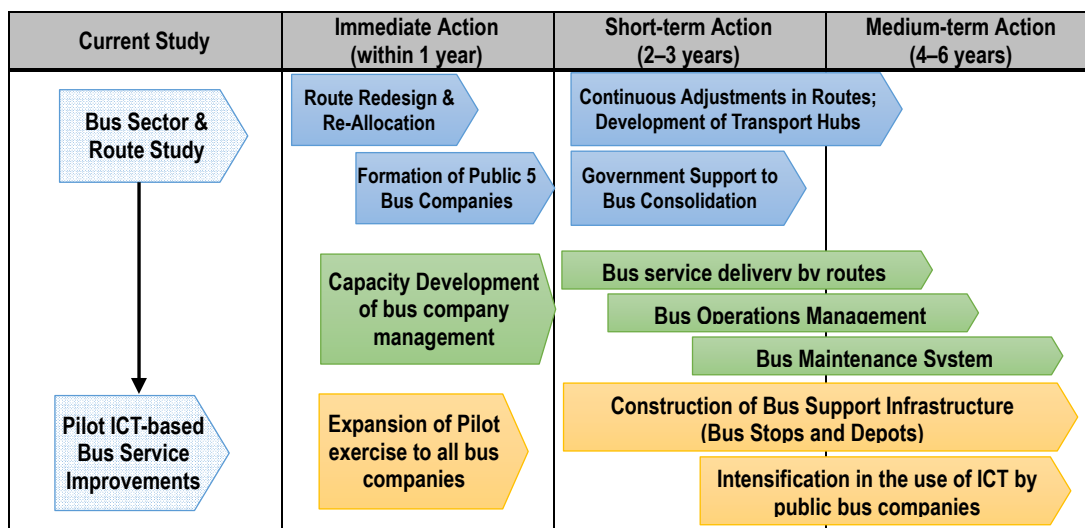 Current Study
Immediate Action
(within 1 year)
Short-term Action
(2–3 years)
Medium-term Action
(4–6 years)
Bus Sector &
Route Study
Route Redesign &
Re-Allocation
Continuous Adjustments in Routes;
Development of Transport Hubs
Formation of Public 5
Bus Companies
Government Support to
Bus Consolidation
Capacity Development
of bus company
management
Bus service delivery by routes
Bus Operations Management
Bus Maintenance System
Pilot ICT-based
Bus Service
Improvements
Expansion of Pilot
exercise to all bus
companies
Construction of Bus Support Infrastructure
(Bus Stops and Depots)
Intensification in the use of ICT by
public bus companies